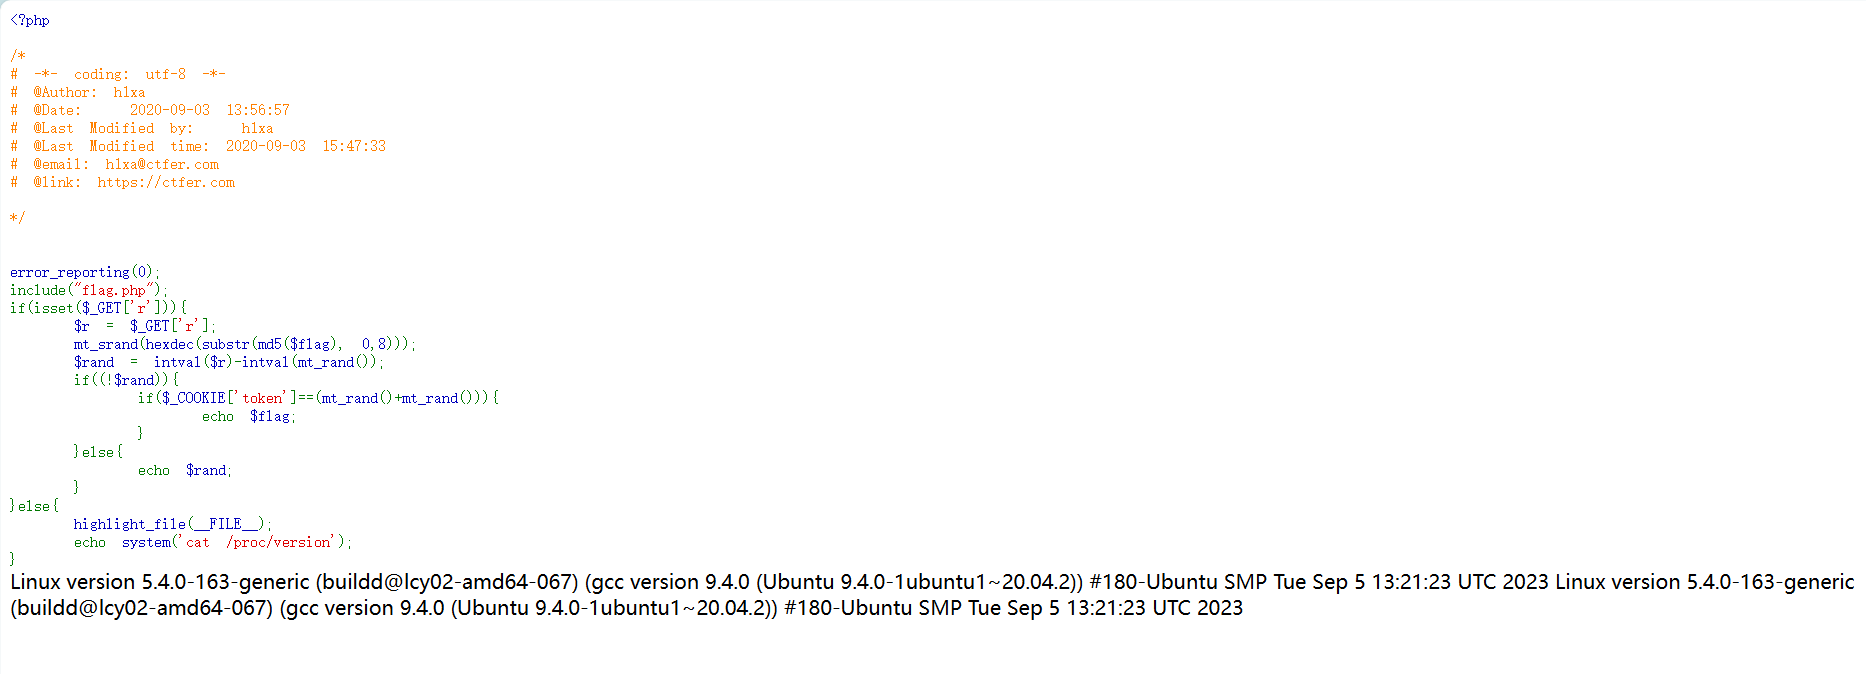 <?php
/*
# -*- coding: utf-8 -*-
# @Author: h1xa
# @Date:   2020-09-03 13:56:57
# @Last Modified by:   h1xa
# @Last Modified time: 2020-09-03 15:47:33
# @email: h1xa@ctfer.com
# @link: https://ctfer.com
*/
error_reporting(0);
include("flag.php");
if(isset($_GET['r'])){
    $r = $_GET['r'];
    mt_srand(hexdec(substr(md5($flag), 0,8)));
    $rand = intval($r)-intval(mt_rand());
    if((!$rand)){
        if($_COOKIE['token']==(mt_rand()+mt_rand())){
            echo $flag;
        }
    }else{
        echo $rand;
    }
}else{
    highlight_file(__FILE__);
    echo system('cat /proc/version');
}
Linux version 5.4.0-163-generic (buildd@lcy02-amd64-067) (gcc version 9.4.0 (Ubuntu 9.4.0-1ubuntu1~20.04.2)) #180-Ubuntu SMP Tue Sep 5 13:21:23 UTC 2023 Linux version 5.4.0-163-generic
(buildd@lcy02-amd64-067) (gcc version 9.4.0 (Ubuntu 9.4.0-1ubuntu1~20.04.2)) #180-Ubuntu SMP Tue Sep 5 13:21:23 UTC 2023